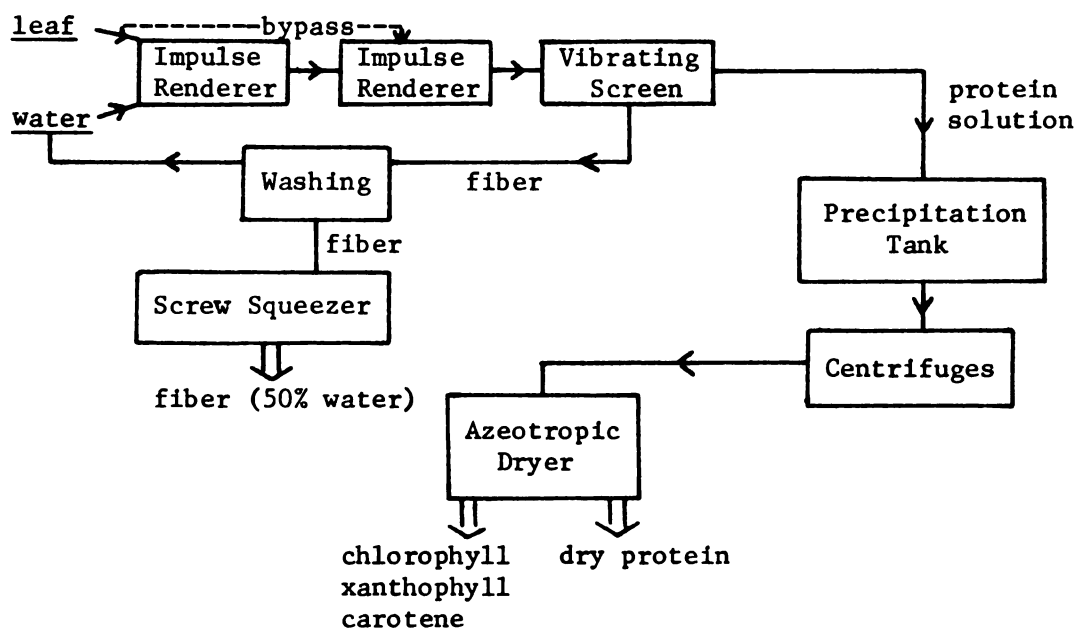 leaf
bypass
Impulse
Renderer
Impulse
Renderer
Vibrating
Screen
water
protein
solution
Washing
fiber
Precipitation
Tank
fiber
Screw Squeezer
Centrifuges
fiber (50% water)
Azeotropic
Dryer
chlorophyll
xanthophyll
carotene
dry protein